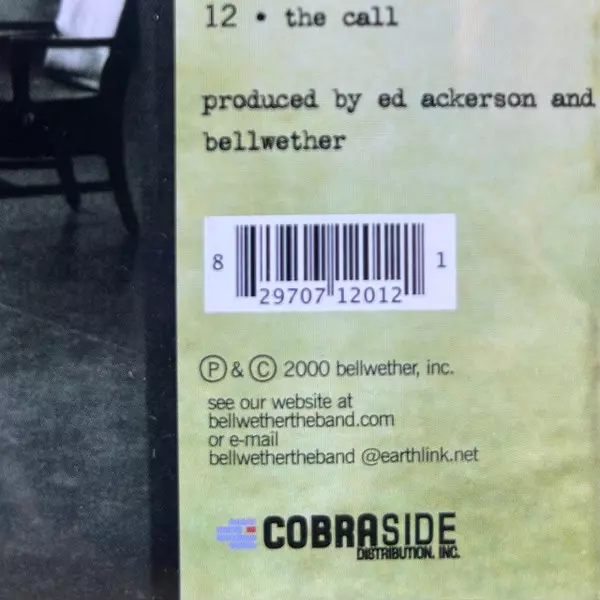 12 • the call
produced by ed ackerson and
bellwether
8 29707 12012 1
Ⓟ & © 2000 bellwether, inc.
see our website at
bellwethertheband.com
or e-mail
bellwethertheband @earthlink.net
COBRASIDE
DISTRIBUTION, INC.